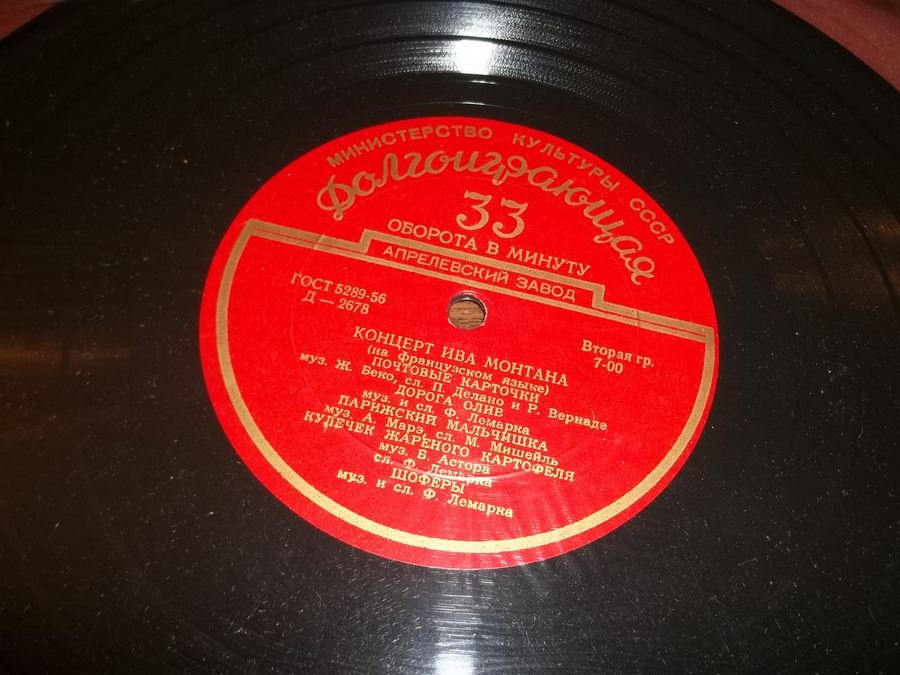 МИНИСТЕРСТВО КУЛЬТУРЫ СССР
Долгоиграющая
33
ОБОРОТА В МИНУТУ
АПРЕЛЕВСКИЙ ЗАВОД
ГОСТ 5289-56
Д — 2678
Вторая гр.
7-00
КОНЦЕРТ ИВА МОНТАНА
(на французском языке)
ПОЧТОВЫЕ КАРТОЧКИ
муз. Ж. Веко, сл. П. Делано и Р. Вернаде
ДОРОГА ОЛИВ
муз. и сл. Ф. Лемарка
ПАРИЖСКИЙ МАЛЬЧИШКА
муз. А. Марэ, сл. М. Мишейль
КУЛЕЧЕК ЖАРЕНОГО КАРТОФЕЛЯ
муз. Б. Астора
сл. Ф. Лемарка
ШОФЕРЫ
муз. и сл. Ф. Лемарка